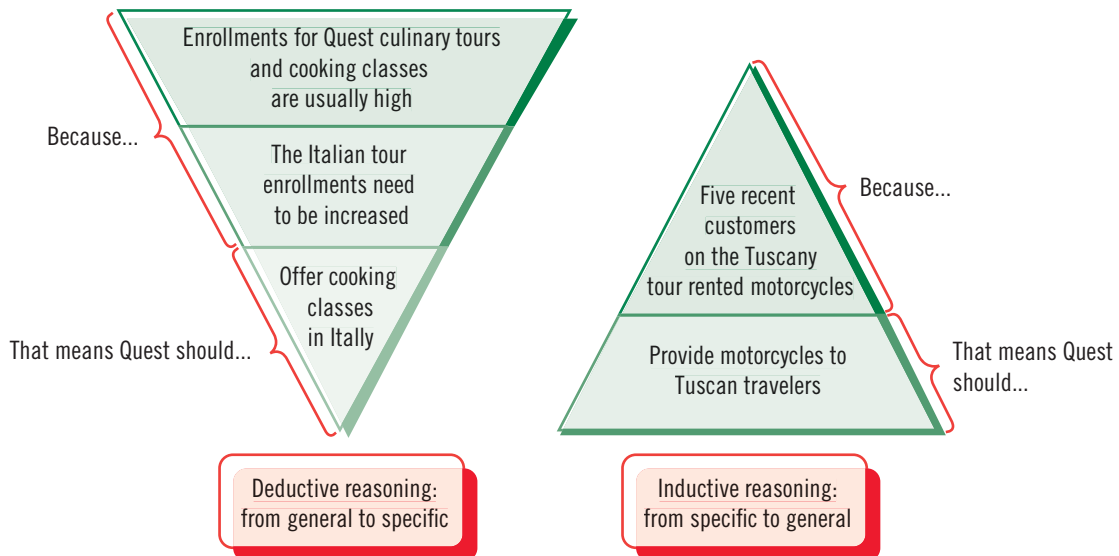 Enrollments for Quest culinary tours
and cooking classes
are usually high
Because...
The Italian tour
enrollments need
to be increased
Offer cooking
classes
in Itally
That means Quest should...
Deductive reasoning:
from general to specific
Five recent
customers
on the Tuscany
tour rented motorcycles
Because...
Provide motorcycles to
Tuscan travelers
That means Quest
should...
Inductive reasoning:
from specific to general